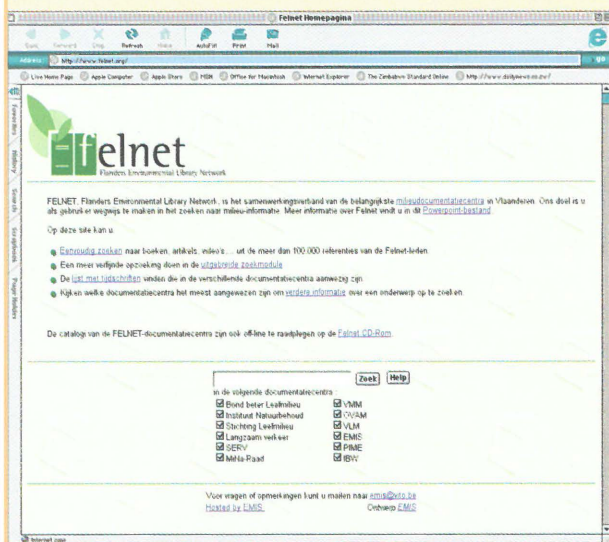 Felnet Homepagina
Back Forward Stop Refresh Home AutoFill Print Mail
Address http://www.felnet.org/ go
Live Home Page Apple Computer Apple Store MSN Office for Macintosh Internet Explorer The Zimbabwe Standard Online http://www.dailynews.co.zw/
Favorites
History
Search
Scrapbook
Page Holder
felnet
Flanders Environmental Library Network
FELNET, Flanders Environmental Library Network, is het samenwerkingsverband van de belangrijkste milieudocumentatiecentra in Vlaanderen. Ons doel is u
als gebruiker wegwijs te maken in het zoeken naar milieu-informatie. Meer informatie over Felnet vindt u in dit Powerpoint-bestand.
Op deze site kan u:
Eenvoudig zoeken naar boeken, artikels, video's... uit de meer dan 100.000 referenties van de Felnet-leden.
Een meer verfijnde opzoeking doen in de uitgebreide zoekmodule
De lijst met tijdschriften vinden die in de verschillende documentatiecentra aanwezig zijn.
Kijken welke documentatiecentra het meest aangewezen zijn om verdere informatie over een onderwerp op te zoeken.
De catalogi van de FELNET-documentatiecentra zijn ook off-line te raadplegen op de Felnet CD-Rom.
Zoek Help
in de volgende documentatiecentra :
Bond beter Leefmilieu VMM
Instituut Natuurbehoud OVAM
Stichting Leefmilieu VLM
Langzaam verkeer EMIS
SERV PIME
MiNa-Raad IBW
Voor vragen of opmerkingen kunt u mailen naar emis@vito.be
Hosted by EMIS Ontwerp EMIS
Internet zone